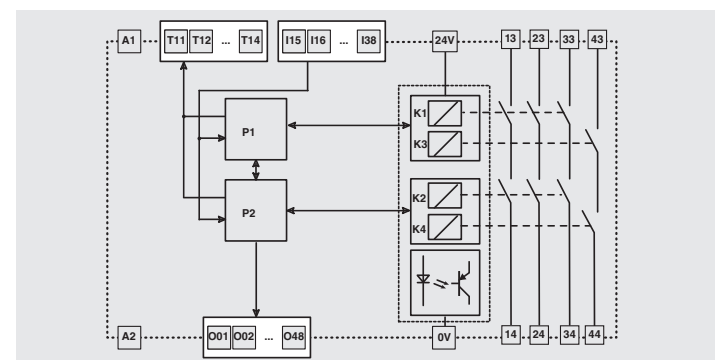 A1 T11 T12 ... T14 I15 I16 ... I38 24V 13 23 33 43
K1
P1
K3
K2
P2
K4
A2 O01 O02 ... O48 0V 14 24 34 44